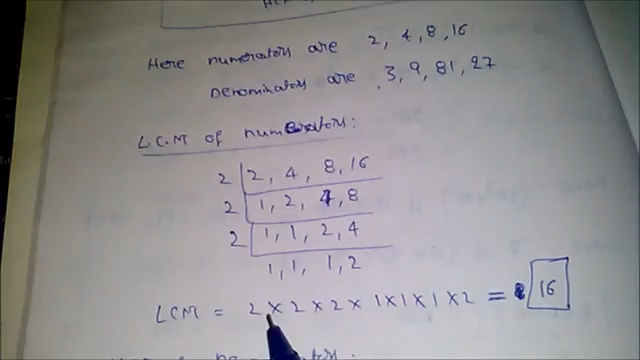 Here numerators are 2, 4, 8, 16
Denominators are 3, 9, 81, 27
L.C.M of numerators:
2 | 2, 4, 8, 16
2 | 1, 2, 4, 8
2 | 1, 1, 2, 4
1, 1, 1, 2
LCM = 2 × 2 × 2 × 1 × 1 × 1 × 2 = 16